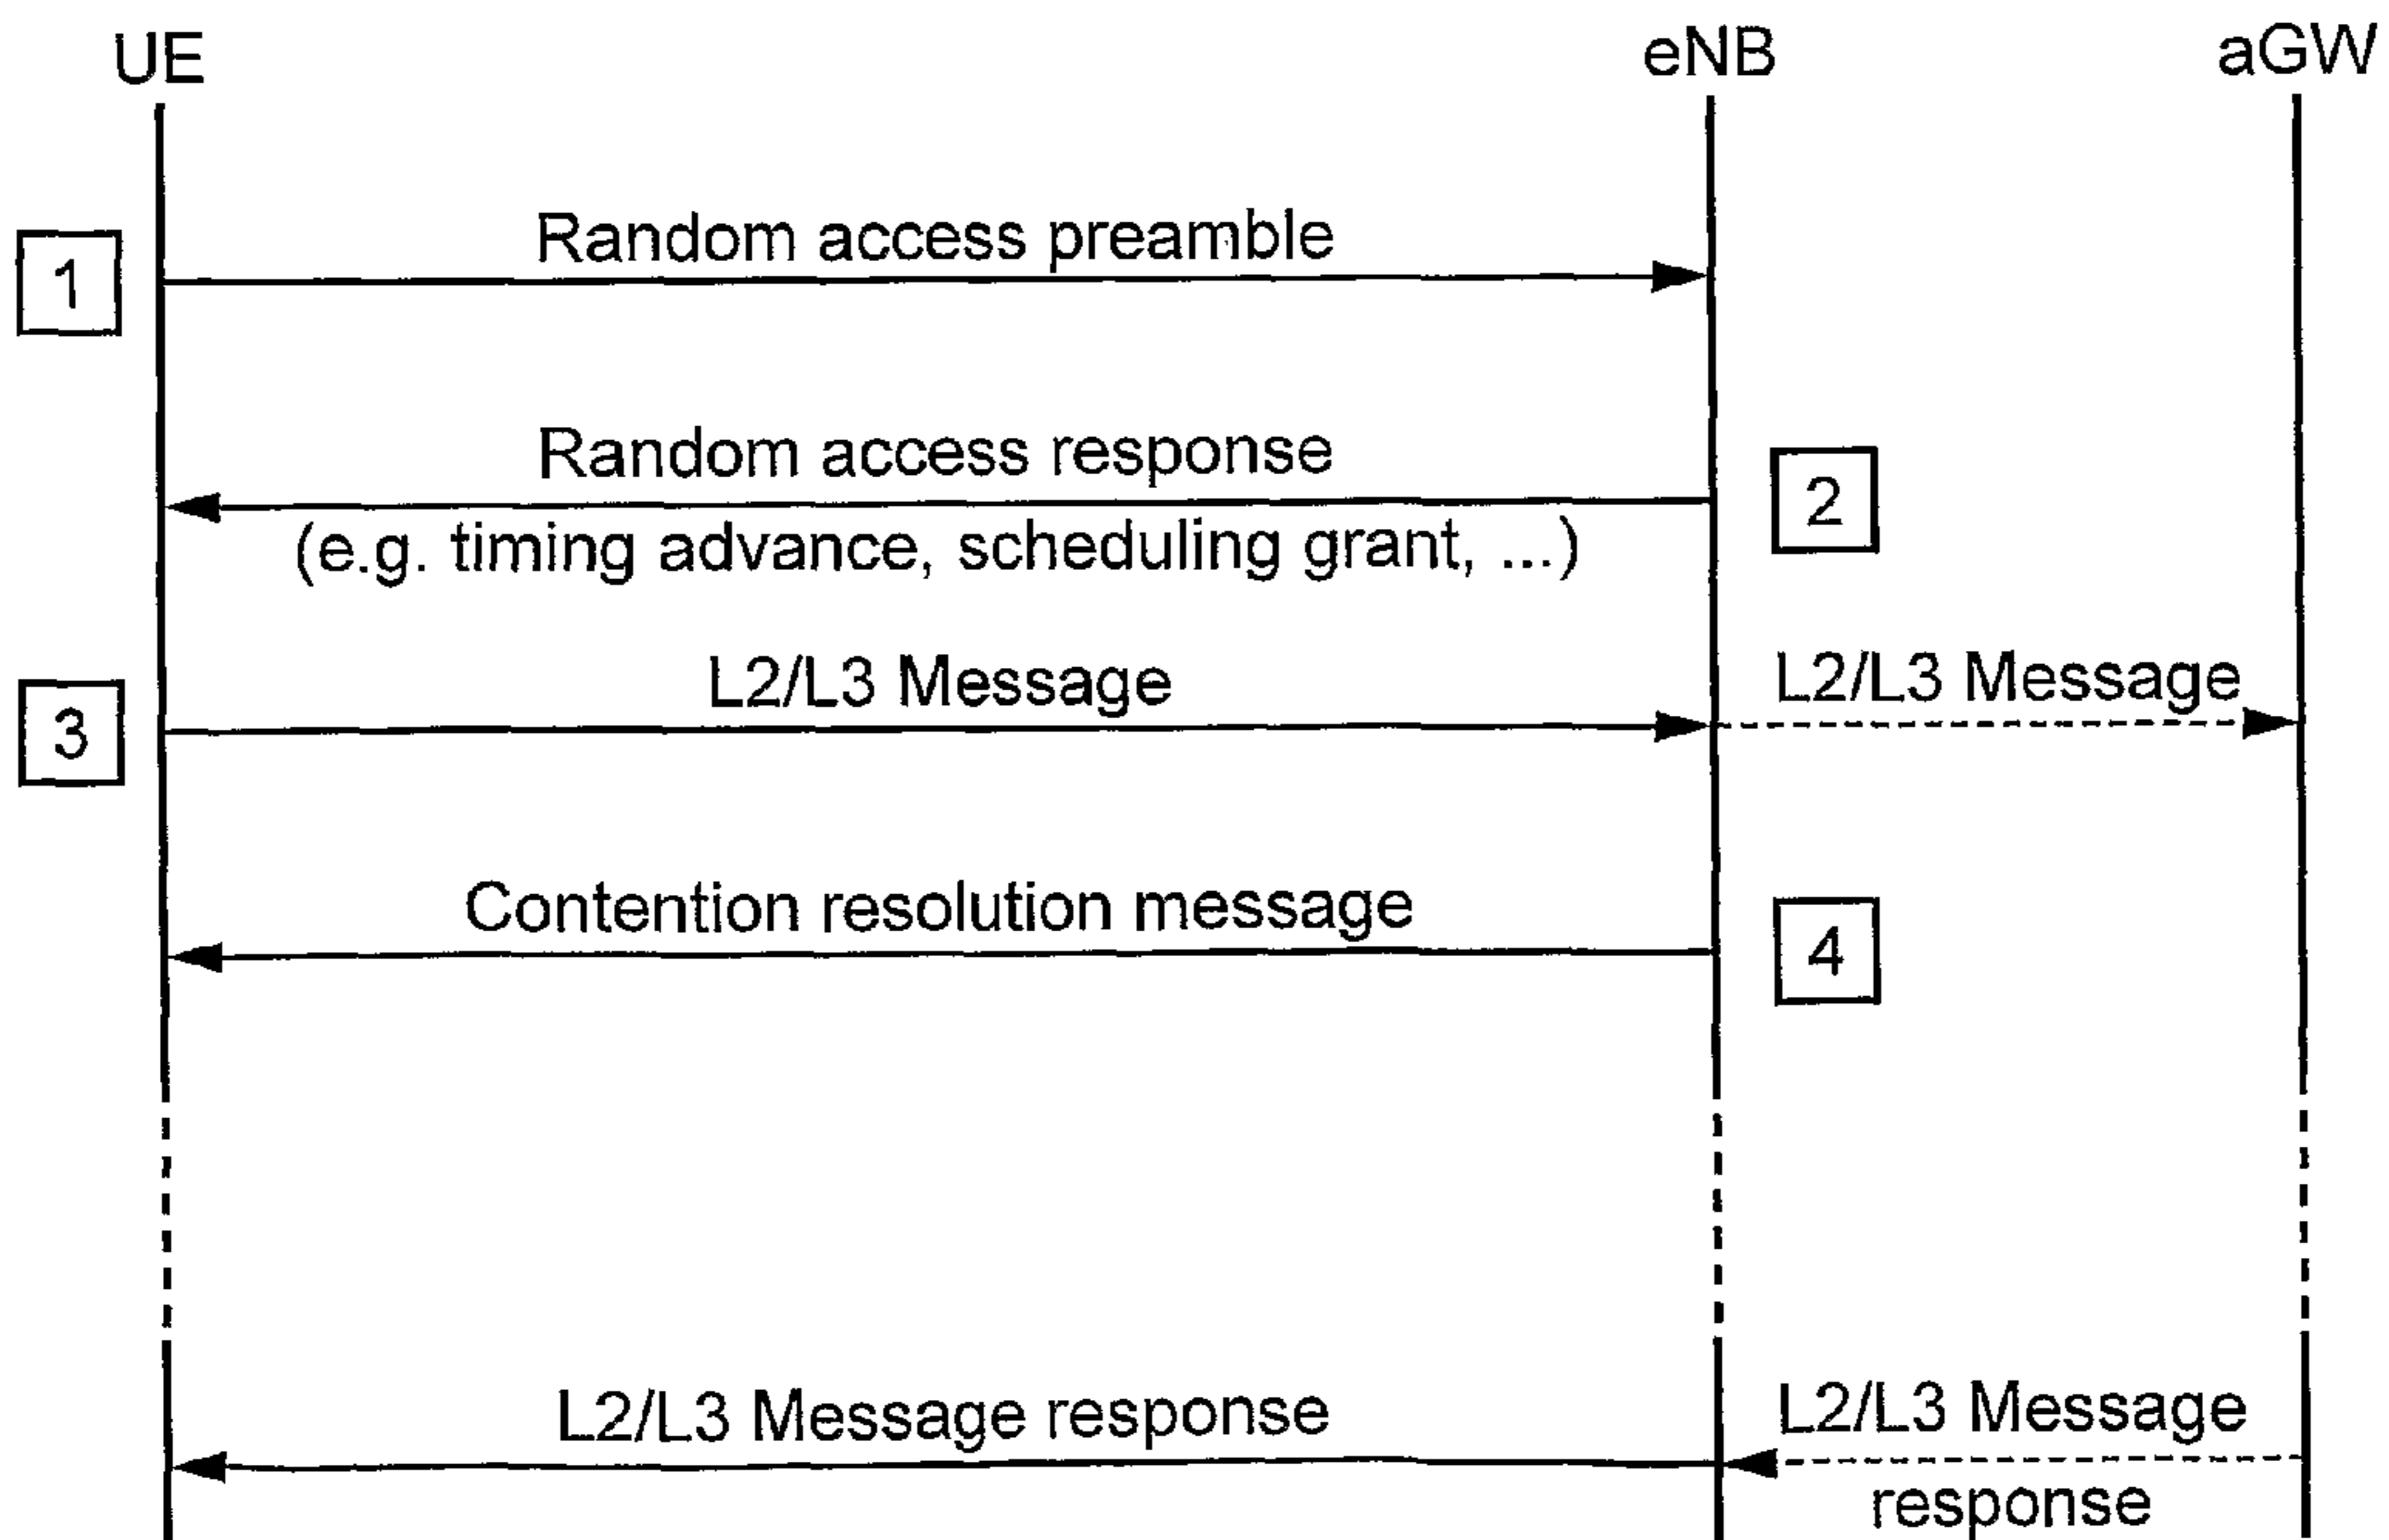 UE
eNB
aGW
Random access preamble
1
Random access response
2
(e.g. timing advance, scheduling grant, ...)
L2/L3 Message
L2/L3 Message
3
Contention resolution message
4
L2/L3 Message response
L2/L3 Message
response